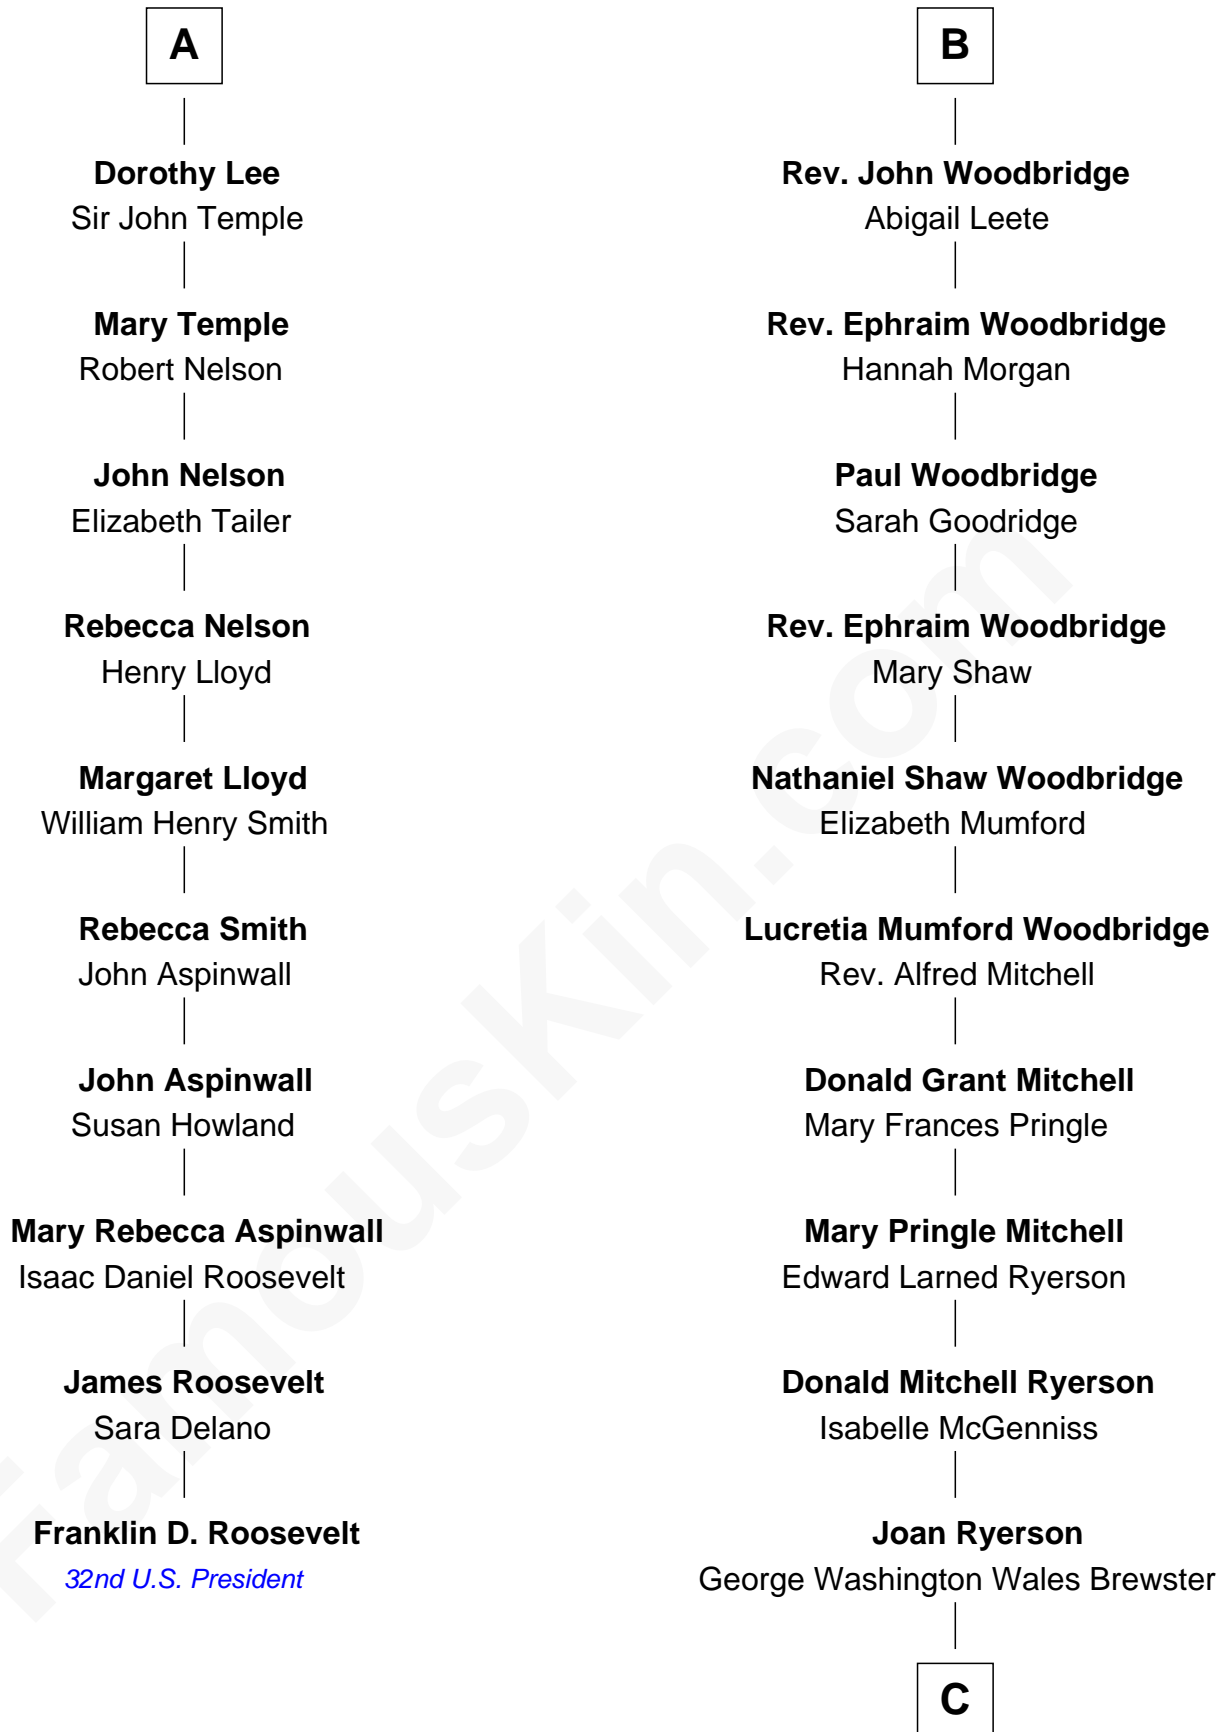 A
Dorothy Lee
Sir John Temple
Mary Temple
Robert Nelson
John Nelson
Elizabeth Tailer
Rebecca Nelson
Henry Lloyd
Margaret Lloyd
William Henry Smith
Rebecca Smith
John Aspinwall
John Aspinwall
Susan Howland
Mary Rebecca Aspinwall
Isaac Daniel Roosevelt
James Roosevelt
Sara Delano
Franklin D. Roosevelt
32nd U.S. President
B
Rev. John Woodbridge
Abigail Leete
Rev. Ephraim Woodbridge
Hannah Morgan
Paul Woodbridge
Sarah Goodridge
Rev. Ephraim Woodbridge
Mary Shaw
Nathaniel Shaw Woodbridge
Elizabeth Mumford
Lucretia Mumford Woodbridge
Rev. Alfred Mitchell
Donald Grant Mitchell
Mary Frances Pringle
Mary Pringle Mitchell
Edward Larned Ryerson
Donald Mitchell Ryerson
Isabelle McGenniss
Joan Ryerson
George Washington Wales Brewster
C
FamousKin.com